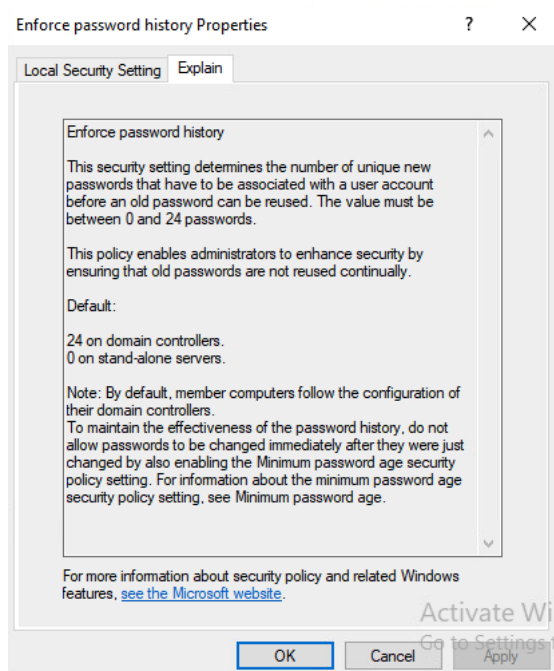 Enforce password history Properties
?
Local Security Setting
Explain
Enforce password history
This security setting determines the number of unique new
passwords that have to be associated with a user account
before an old password can be reused. The value must be
between 0 and 24 passwords.
This policy enables administrators to enhance security by
ensuring that old passwords are not reused continually.
Default:
24 on domain controllers.
0 on stand-alone servers.
Note: By default, member computers follow the configuration of
their domain controllers.
To maintain the effectiveness of the password history, do not
allow passwords to be changed immediately after they were just
changed by also enabling the Minimum password age security
policy setting. For information about the minimum password age
security policy setting, see Minimum password age.
For more information about security policy and related Windows
features, see the Microsoft website.
Activate Wi
Go to Settings
OK
Cancel
Apply